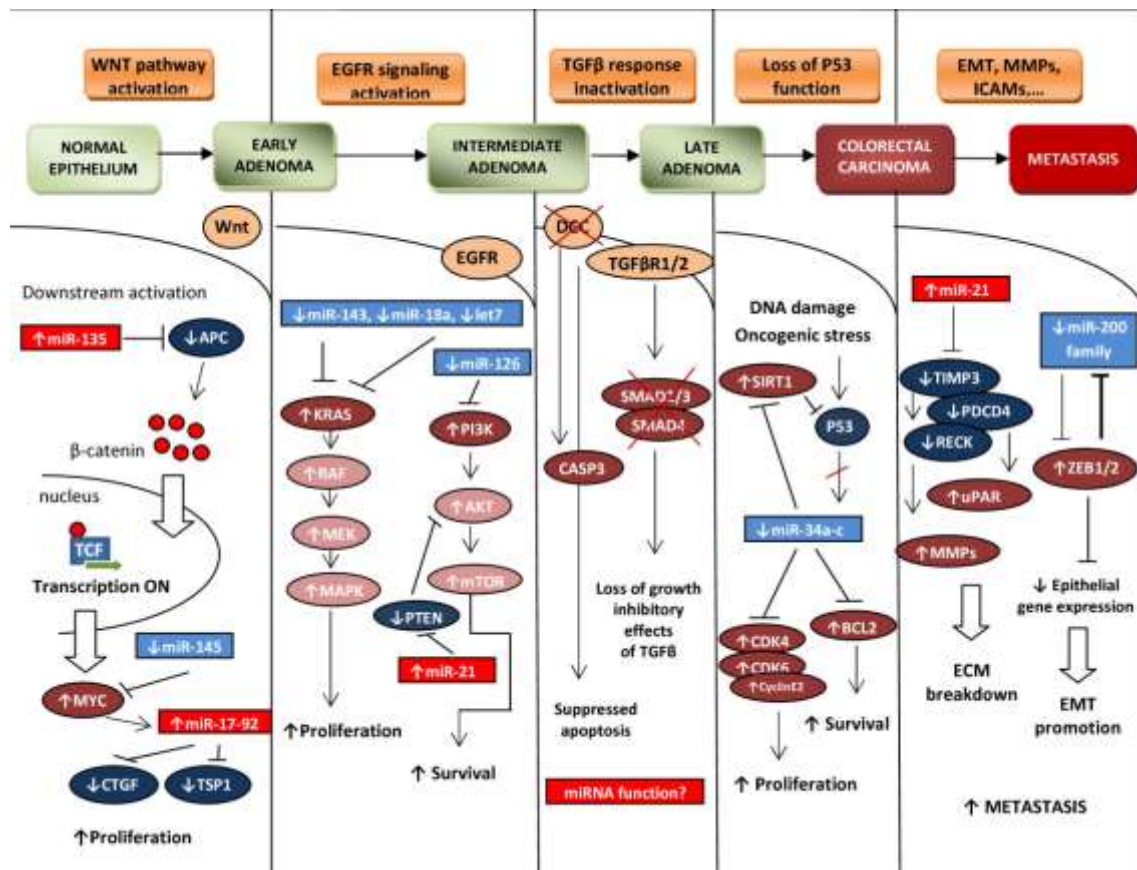 WNT pathway
activation
EGFR signaling
activation
TGFβ response
inactivation
Loss of P53
function
EMT, MMPs,
ICAMs,...
NORMAL
EPITHELIUM
EARLY
ADENOMA
INTERMEDIATE
ADENOMA
LATE
ADENOMA
COLORECTAL
CARCINOMA
METASTASIS
Wnt
Downstream activation
↑miR-135
↓APC
β-catenin
nucleus
TCF
Transcription ON
↓miR-145
↑MYC
↑miR-17-92
↓CTGF
↓TSP1
↑Proliferation
EGFR
↓miR-143, ↓miR-18a, ↓let7
↓miR-126
↑KRAS
↑PI3K
↑RAF
↑AKT
↑MEK
↑mTOR
↑MAPK
↓PTEN
↑miR-21
↑Proliferation
↑ Survival
DCC
TGFβR1/2
SMAD1/3
SMAD4
CASP3
Loss of growth
inhibitory
effects
of TGFβ
Suppressed
apoptosis
miRNA function?
DNA damage
Oncogenic stress
↑SIRT1
P53
↓miR-34a-c
↑CDK4
↑CDK6
↑CyclinE2
↑BCL2
↑ Survival
↑ Proliferation
↑miR-21
↓miR-200
family
↓TIMP3
↓PDCD4
↓RECK
↑ZEB1/2
↑uPAR
↑MMPs
↓ Epithelial
gene expression
ECM
breakdown
EMT
promotion
↑ METASTASIS